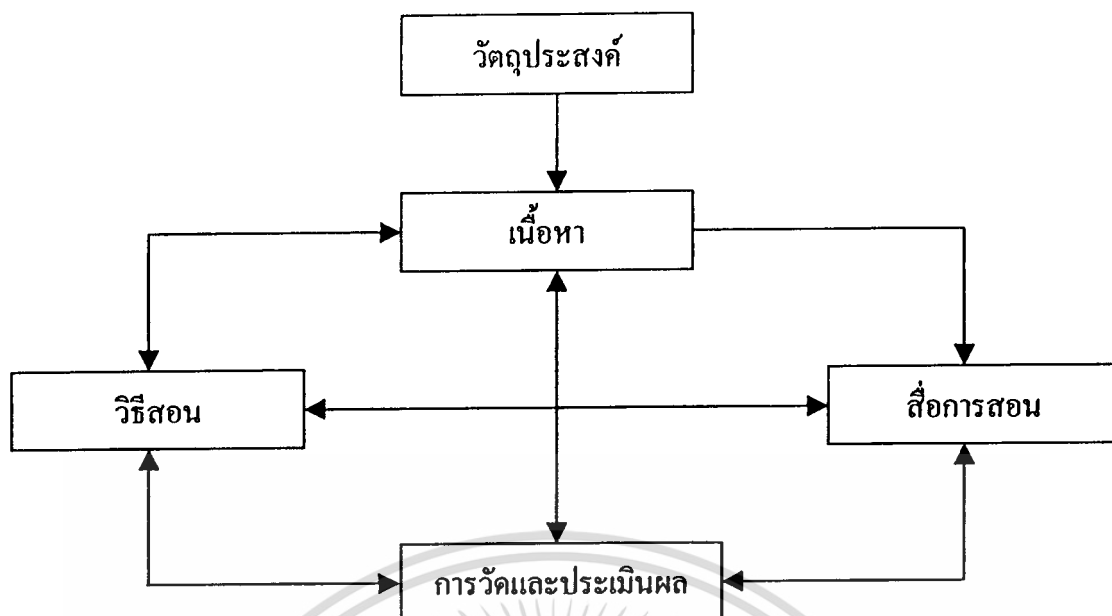 วัตถุประสงค์
เนื้อหา
วิธีสอน
สื่อการสอน
การวัดและประเมินผล